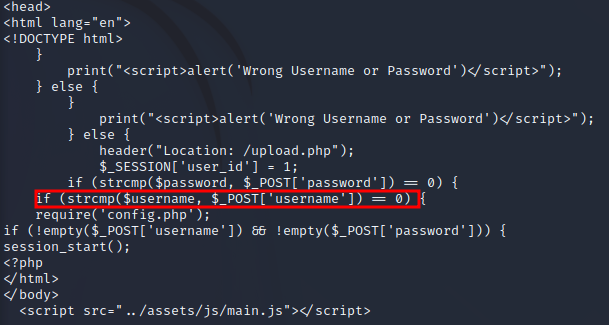 <head>
<html lang="en">
<!DOCTYPE html>
    }
        print("<script>alert('Wrong Username or Password')</script>");
    } else {
        }
            print("<script>alert('Wrong Username or Password')</script>");
        } else {
            header("Location: /upload.php");
            $_SESSION['user_id'] = 1;
        if (strcmp($password, $_POST['password']) == 0) {
    if (strcmp($username, $_POST['username']) == 0) {
    require('config.php');
if (!empty($_POST['username']) && !empty($_POST['password'])) {
session_start();
<?php
</html>
</body>
  <script src="../assets/js/main.js"></script>